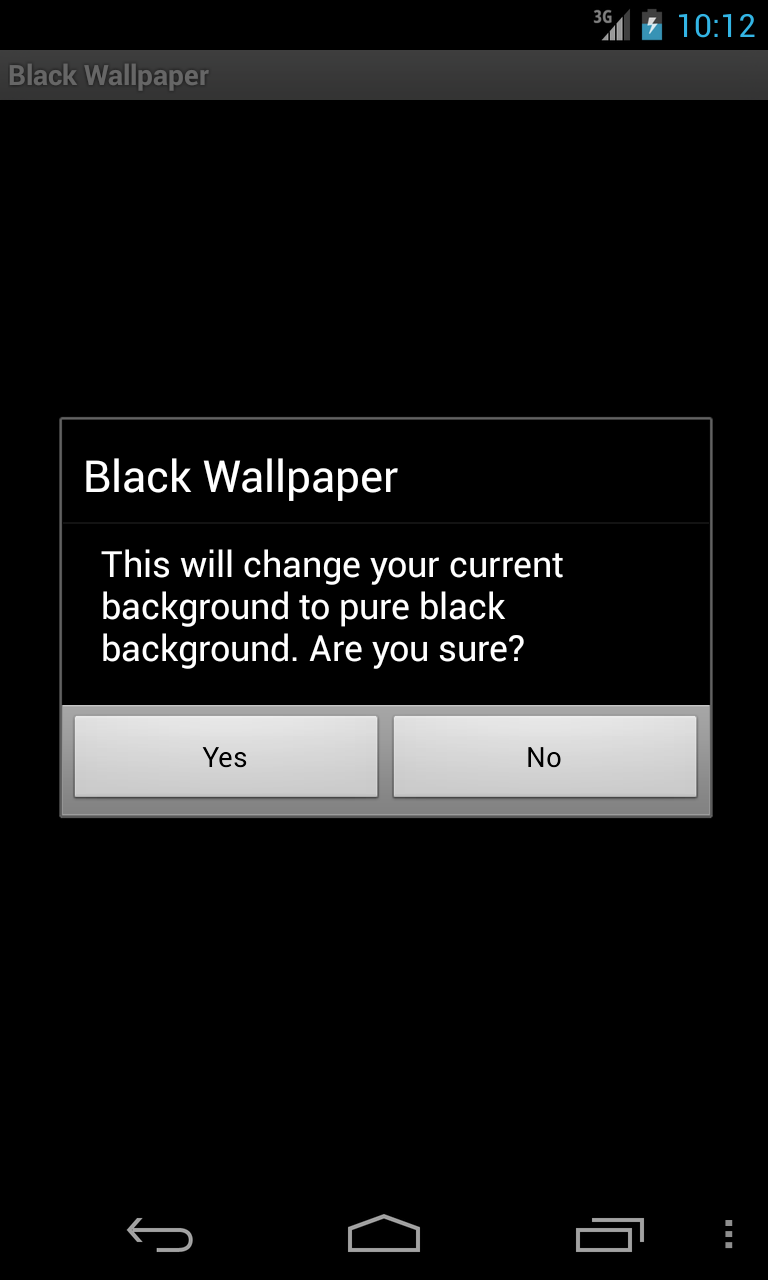 3G 10:12
Black Wallpaper
Black Wallpaper
This will change your current
background to pure black
background. Are you sure?
Yes No